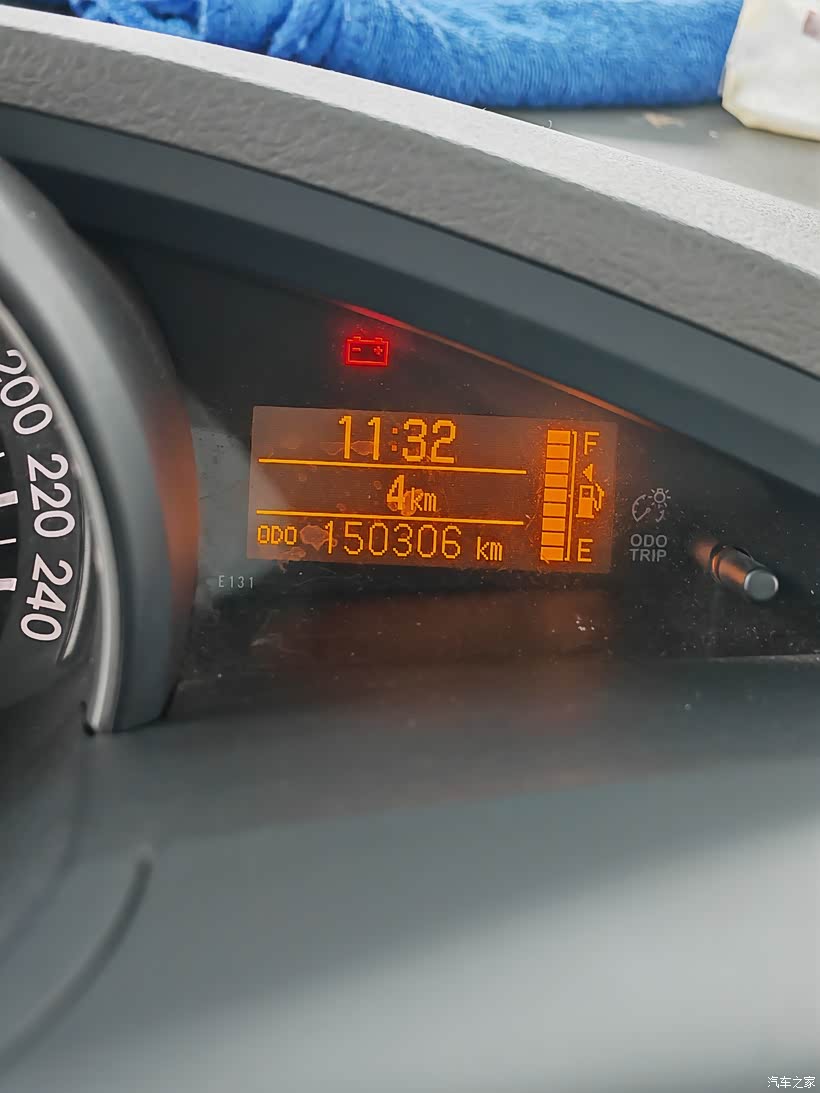 200
220
240
11:32
4km
ODO 150306 km
F
E
ODO
TRIP
E131
汽车之家